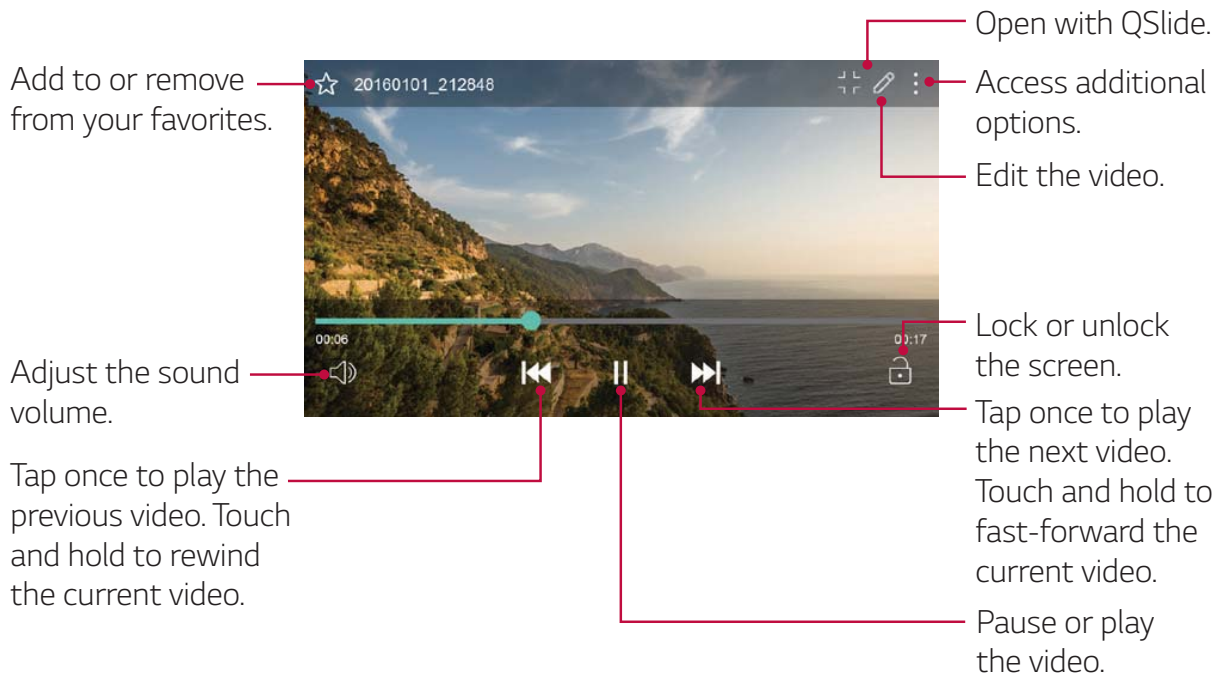 Open with QSlide.
Add to or remove
from your favorites.
20160101_212848
Access additional
options.
Edit the video.
00:06
00:17
Lock or unlock
the screen.
Adjust the sound
volume.
Tap once to play
the next video.
Touch and hold to
fast-forward the
current video.
Tap once to play the
previous video. Touch
and hold to rewind
the current video.
Pause or play
the video.